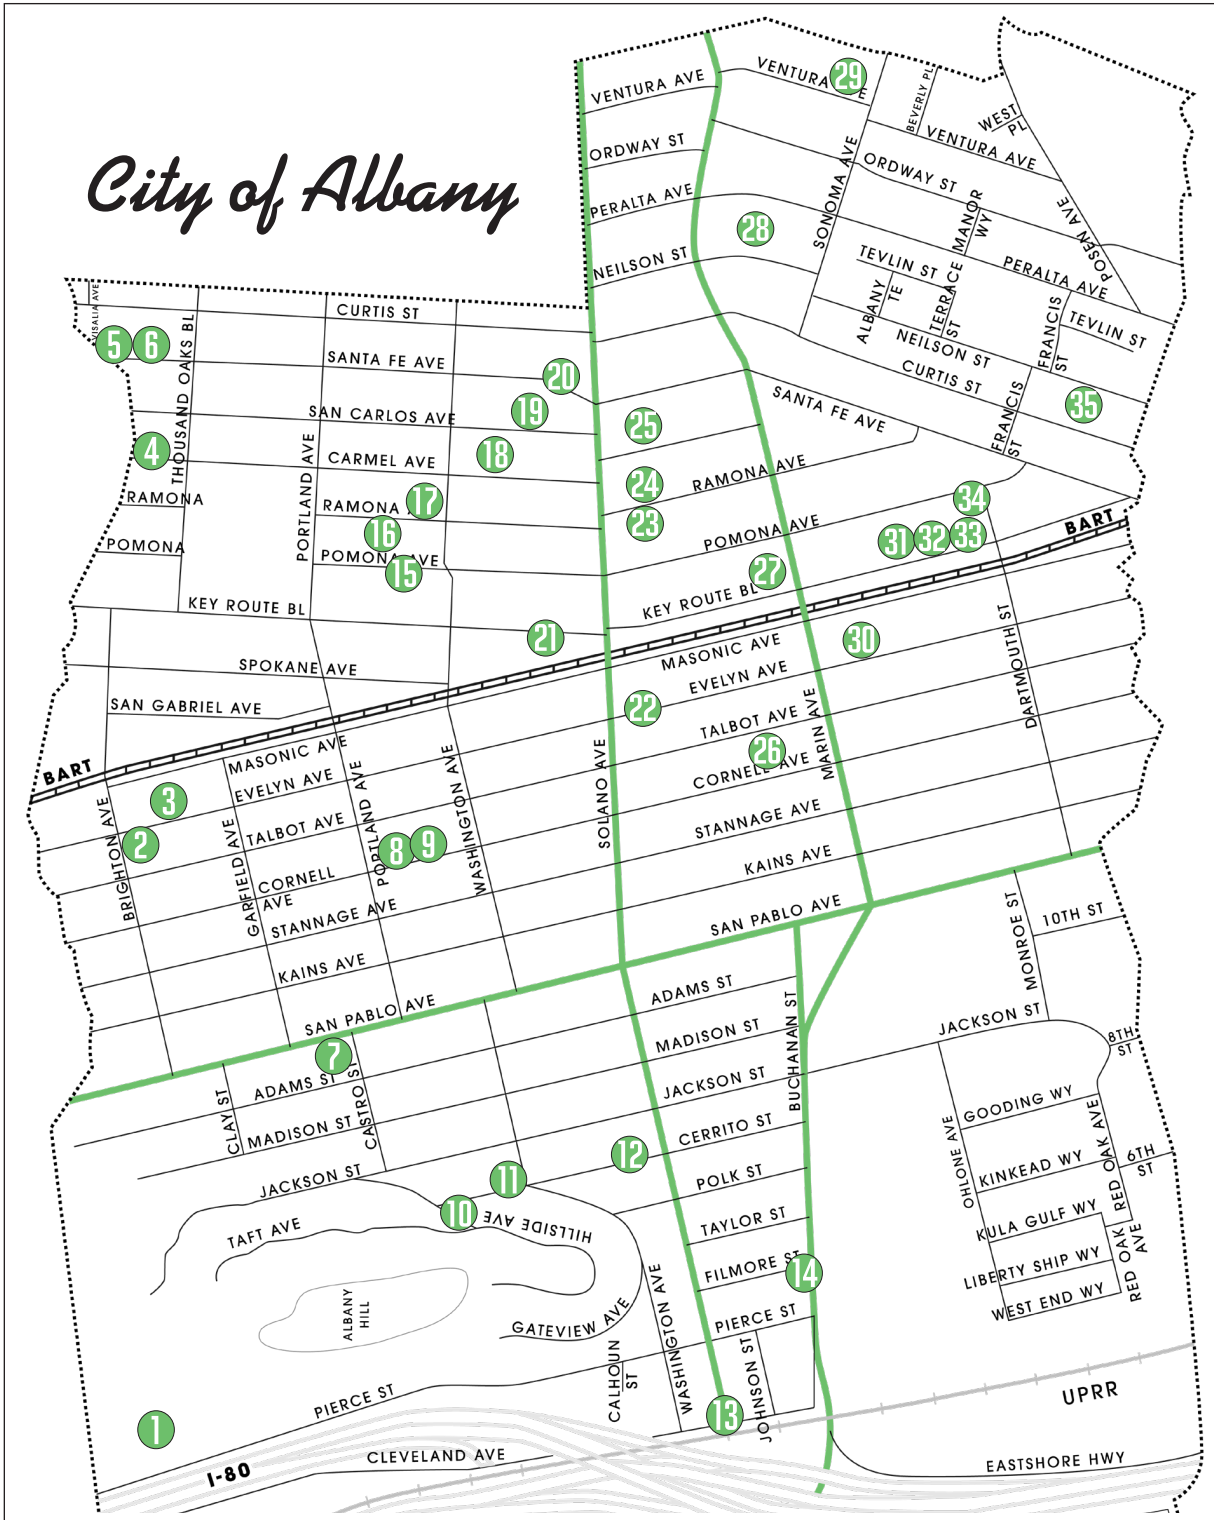 City of Albany
VENTURA AVE
VENTURA
E
29
BEVERLY PL
WEST
PL
VENTURA AVE
ORDWAY ST
ORDWAY ST
SONOMA AVE
PERALTA AVE
28
MANOR
WY
POSEN AVE
NEILSON ST
TEVLIN ST
PERALTA AVE
ALBANY
TE
TERRACE
ST
FRANCIS
ST
TEVLIN ST
NEILSON ST
CURTIS ST
VISALIA AVE
CURTIS ST
5
6
THOUSAND OAKS BL
SANTA FE AVE
20
SANTA FE AVE
FRANCIS
ST
35
SAN CARLOS AVE
19
25
4
PORTLAND AVE
CARMEL AVE
18
RAMONA AVE
24
RAMONA
RAMONA
17
23
34
16
POMONA AVE
31
32
33
BART
POMONA
POMONA AVE
15
27
KEY ROUTE BL
KEY ROUTE BL
21
30
DARTMOUTH ST
SPOKANE AVE
MASONIC AVE
EVELYN AVE
SAN GABRIEL AVE
22
TALBOT AVE
MARIN AVE
26
CORNELL AVE
BART
MASONIC AVE
EVELYN AVE
PORTLAND AVE
WASHINGTON AVE
SOLANO AVE
3
BRIGHTON AVE
2
GARFIELD AVE
TALBOT AVE
8
9
STANNAGE AVE
KAINS AVE
CORNELL
AVE
STANNAGE AVE
SAN PABLO AVE
MONROE ST
10TH ST
KAINS AVE
SAN PABLO AVE
ADAMS ST
BUCHANAN ST
JACKSON ST
8TH
ST
7
MADISON ST
ADAMS ST
CLAY ST
CASTRO ST
MADISON ST
JACKSON ST
GOODING WY
OHLONE AVE
RED OAK AVE
CERRITO ST
12
KINKEAD WY
6TH
ST
JACKSON ST
11
POLK ST
10
HILLSIDE AVE
TAFT AVE
TAYLOR ST
KULA GULF WY
RED OAK
AVE
FILMORE ST
14
LIBERTY SHIP WY
WEST END WY
ALBANY
HILL
GATEVIEW AVE
WASHINGTON AVE
PIERCE ST
CALHOUN
ST
JOHNSON ST
UPRR
PIERCE ST
1
13
I-80
CLEVELAND AVE
EASTSHORE HWY
PERALTA AVE